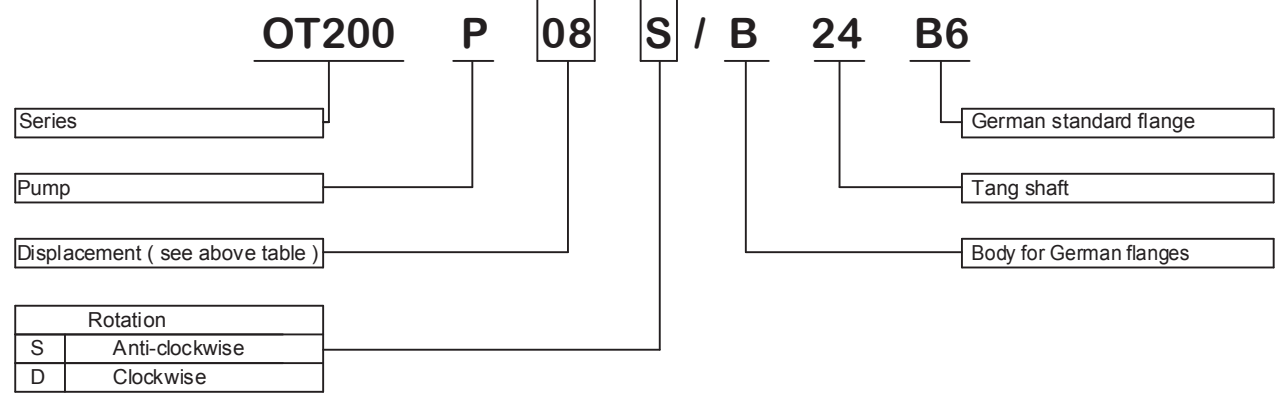 OT200 P 08 S / B 24 B6
Series
German standard flange
Pump
Tang shaft
Displacement ( see above table )
Body for German flanges
Rotation
S Anti-clockwise
D Clockwise